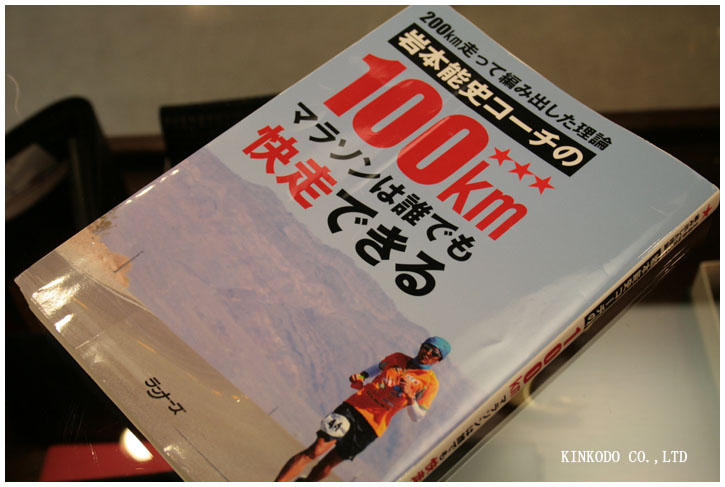 200km走って編み出した理論
岩本能史コーチの
100km
マラソンは誰でも
快走できる
ランナーズ
KINKODO CO.,LTD